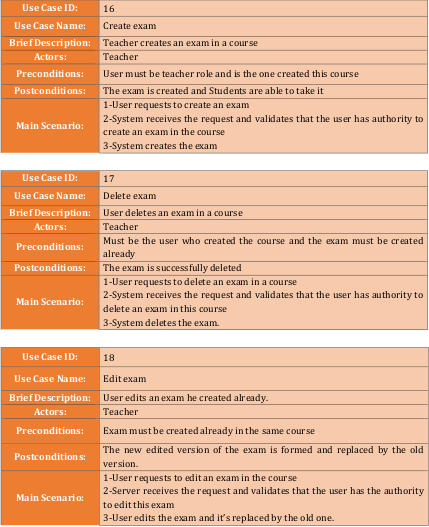 Use Case ID: 16
Use Case Name: Create exam
Brief Description: Teacher creates an exam in a course
Actors: Teacher
Preconditions: User must be teacher role and is the one created this course
Postconditions: The exam is created and Students are able to take it
Main Scenario: 1-User requests to create an exam
2-System receives the request and validates that the user has authority to
create an exam in the course
3-System creates the exam
Use Case ID: 17
Use Case Name: Delete exam
Brief Description: User deletes an exam in a course
Actors: Teacher
Preconditions: Must be the user who created the course and the exam must be created
already
Postconditions: The exam is successfully deleted
Main Scenario: 1-User requests to delete an exam in a course
2-System receives the request and validates that the user has authority to
delete an exam in this course
3-System deletes the exam.
Use Case ID: 18
Use Case Name: Edit exam
Brief Description: User edits an exam he created already.
Actors: Teacher
Preconditions: Exam must be created already in the same course
Postconditions: The new edited version of the exam is formed and replaced by the old
version.
Main Scenario: 1-User requests to edit an exam in the course
2-Server receives the request and validates that the user has the authority
to edit this exam
3-User edits the exam and it's replaced by the old one.